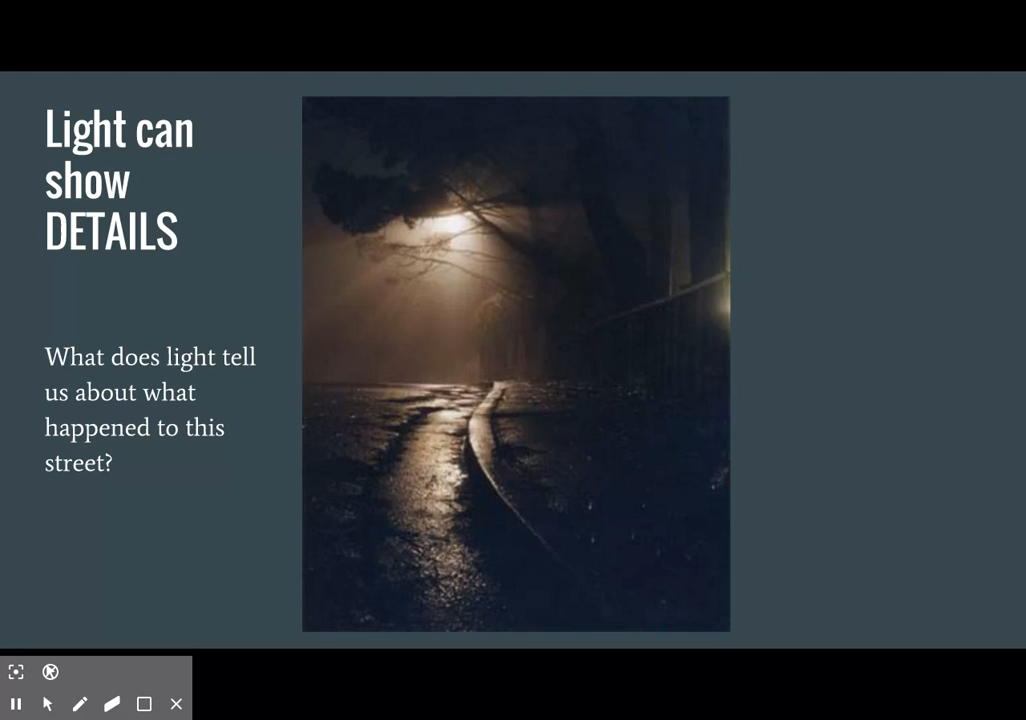 Light can
show
DETAILS
What does light tell
us about what
happened to this
street?